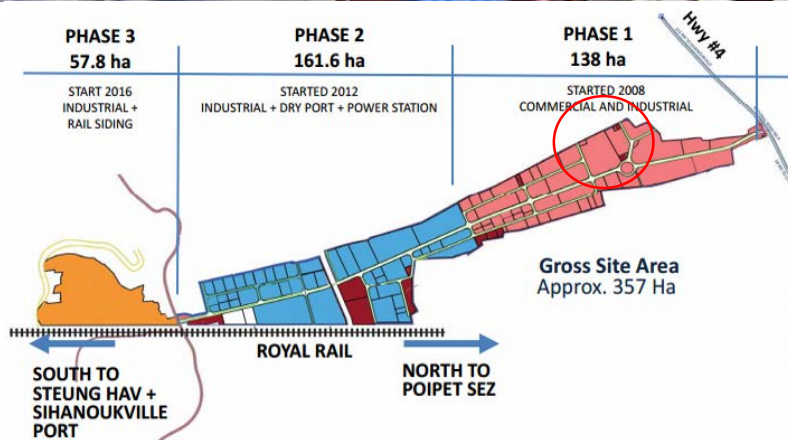 PHASE 3
57.8 ha
PHASE 2
161.6 ha
PHASE 1
138 ha
Hwy #4
START 2016
INDUSTRIAL +
RAIL SIDING
STARTED 2012
INDUSTRIAL + DRY PORT + POWER STATION
STARTED 2008
COMMERCIAL AND INDUSTRIAL
Gross Site Area
Approx. 357 Ha
ROYAL RAIL
SOUTH TO
STEUNG HAV +
SIHANOUKVILLE
PORT
NORTH TO
POIPET SEZ